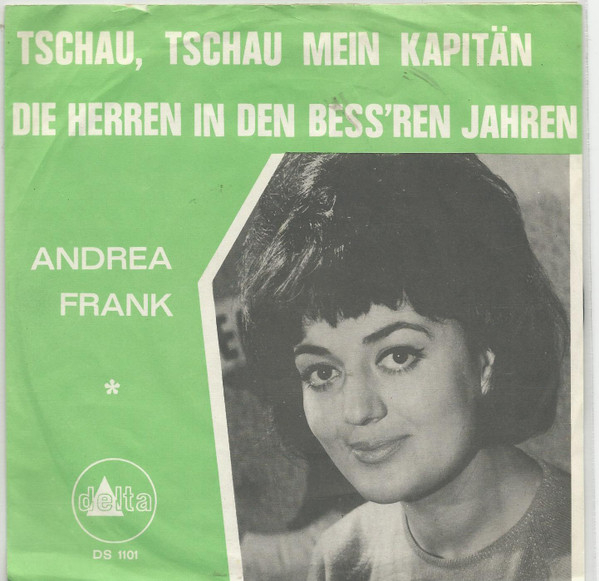 TSCHAU, TSCHAU MEIN KAPITÄN
DIE HERREN IN DEN BESS'REN JAHREN
ANDREA
FRANK
*
delta
DS 1101